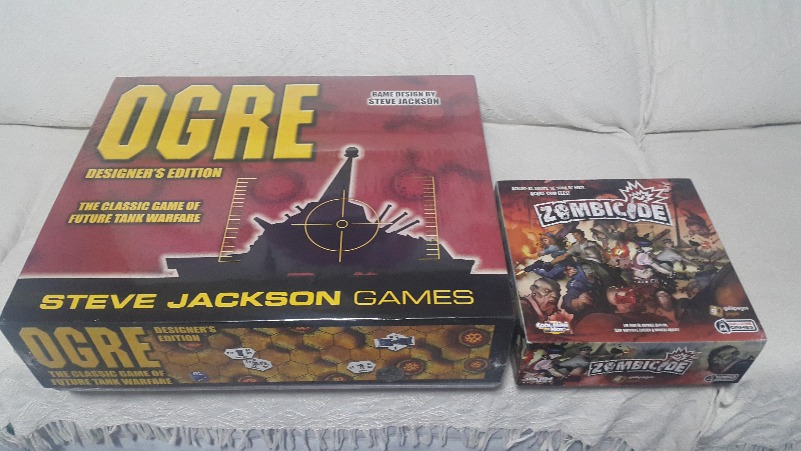 OGRE
GAME DESIGN BY
STEVE JACKSON
DESIGNER'S EDITION
THE CLASSIC GAME OF
FUTURE TANK WARFARE
STEVE JACKSON GAMES
OGRE
DESIGNER'S
EDITION
THE CLASSIC GAME OF
FUTURE TANK WARFARE
ZOMBICIDE
galápagos
ZOMBICIDE